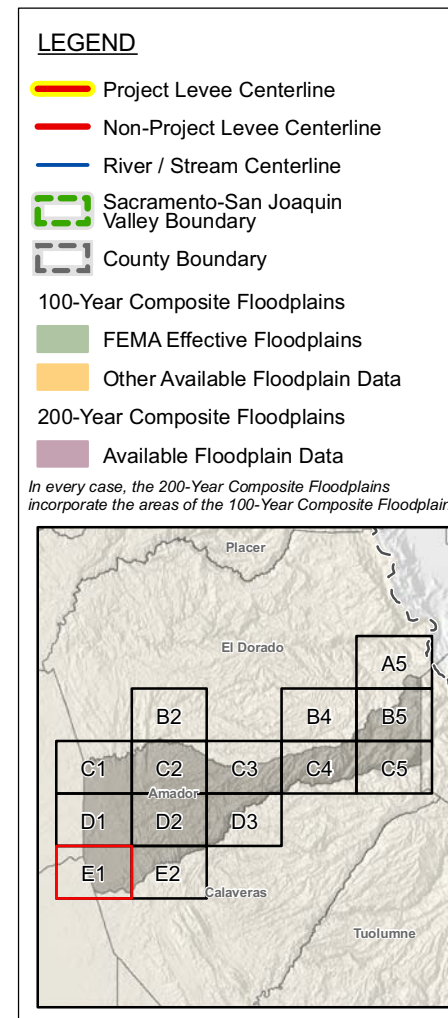 LEGEND
Project Levee Centerline
Non-Project Levee Centerline
River / Stream Centerline
Sacramento-San Joaquin
Valley Boundary
County Boundary
100-Year Composite Floodplains
FEMA Effective Floodplains
Other Available Floodplain Data
200-Year Composite Floodplains
Available Floodplain Data
In every case, the 200-Year Composite Floodplains
incorporate the areas of the 100-Year Composite Floodplain
Placer
El Dorado
A5
B2
B4
B5
C1
C2
C3
C4
C5
Amador
D1
D2
D3
E1
E2
Calaveras
Tuolumne